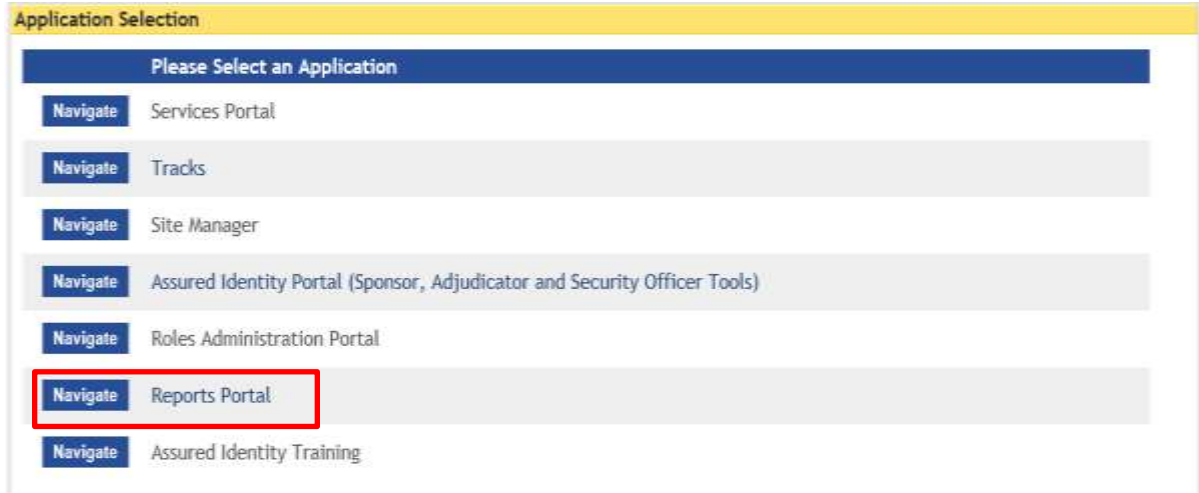 Application Selection
Please Select an Application
Navigate Services Portal
Navigate Tracks
Navigate Site Manager
Navigate Assured Identity Portal (Sponsor, Adjudicator and Security Officer Tools)
Navigate Roles Administration Portal
Navigate Reports Portal
Navigate Assured Identity Training